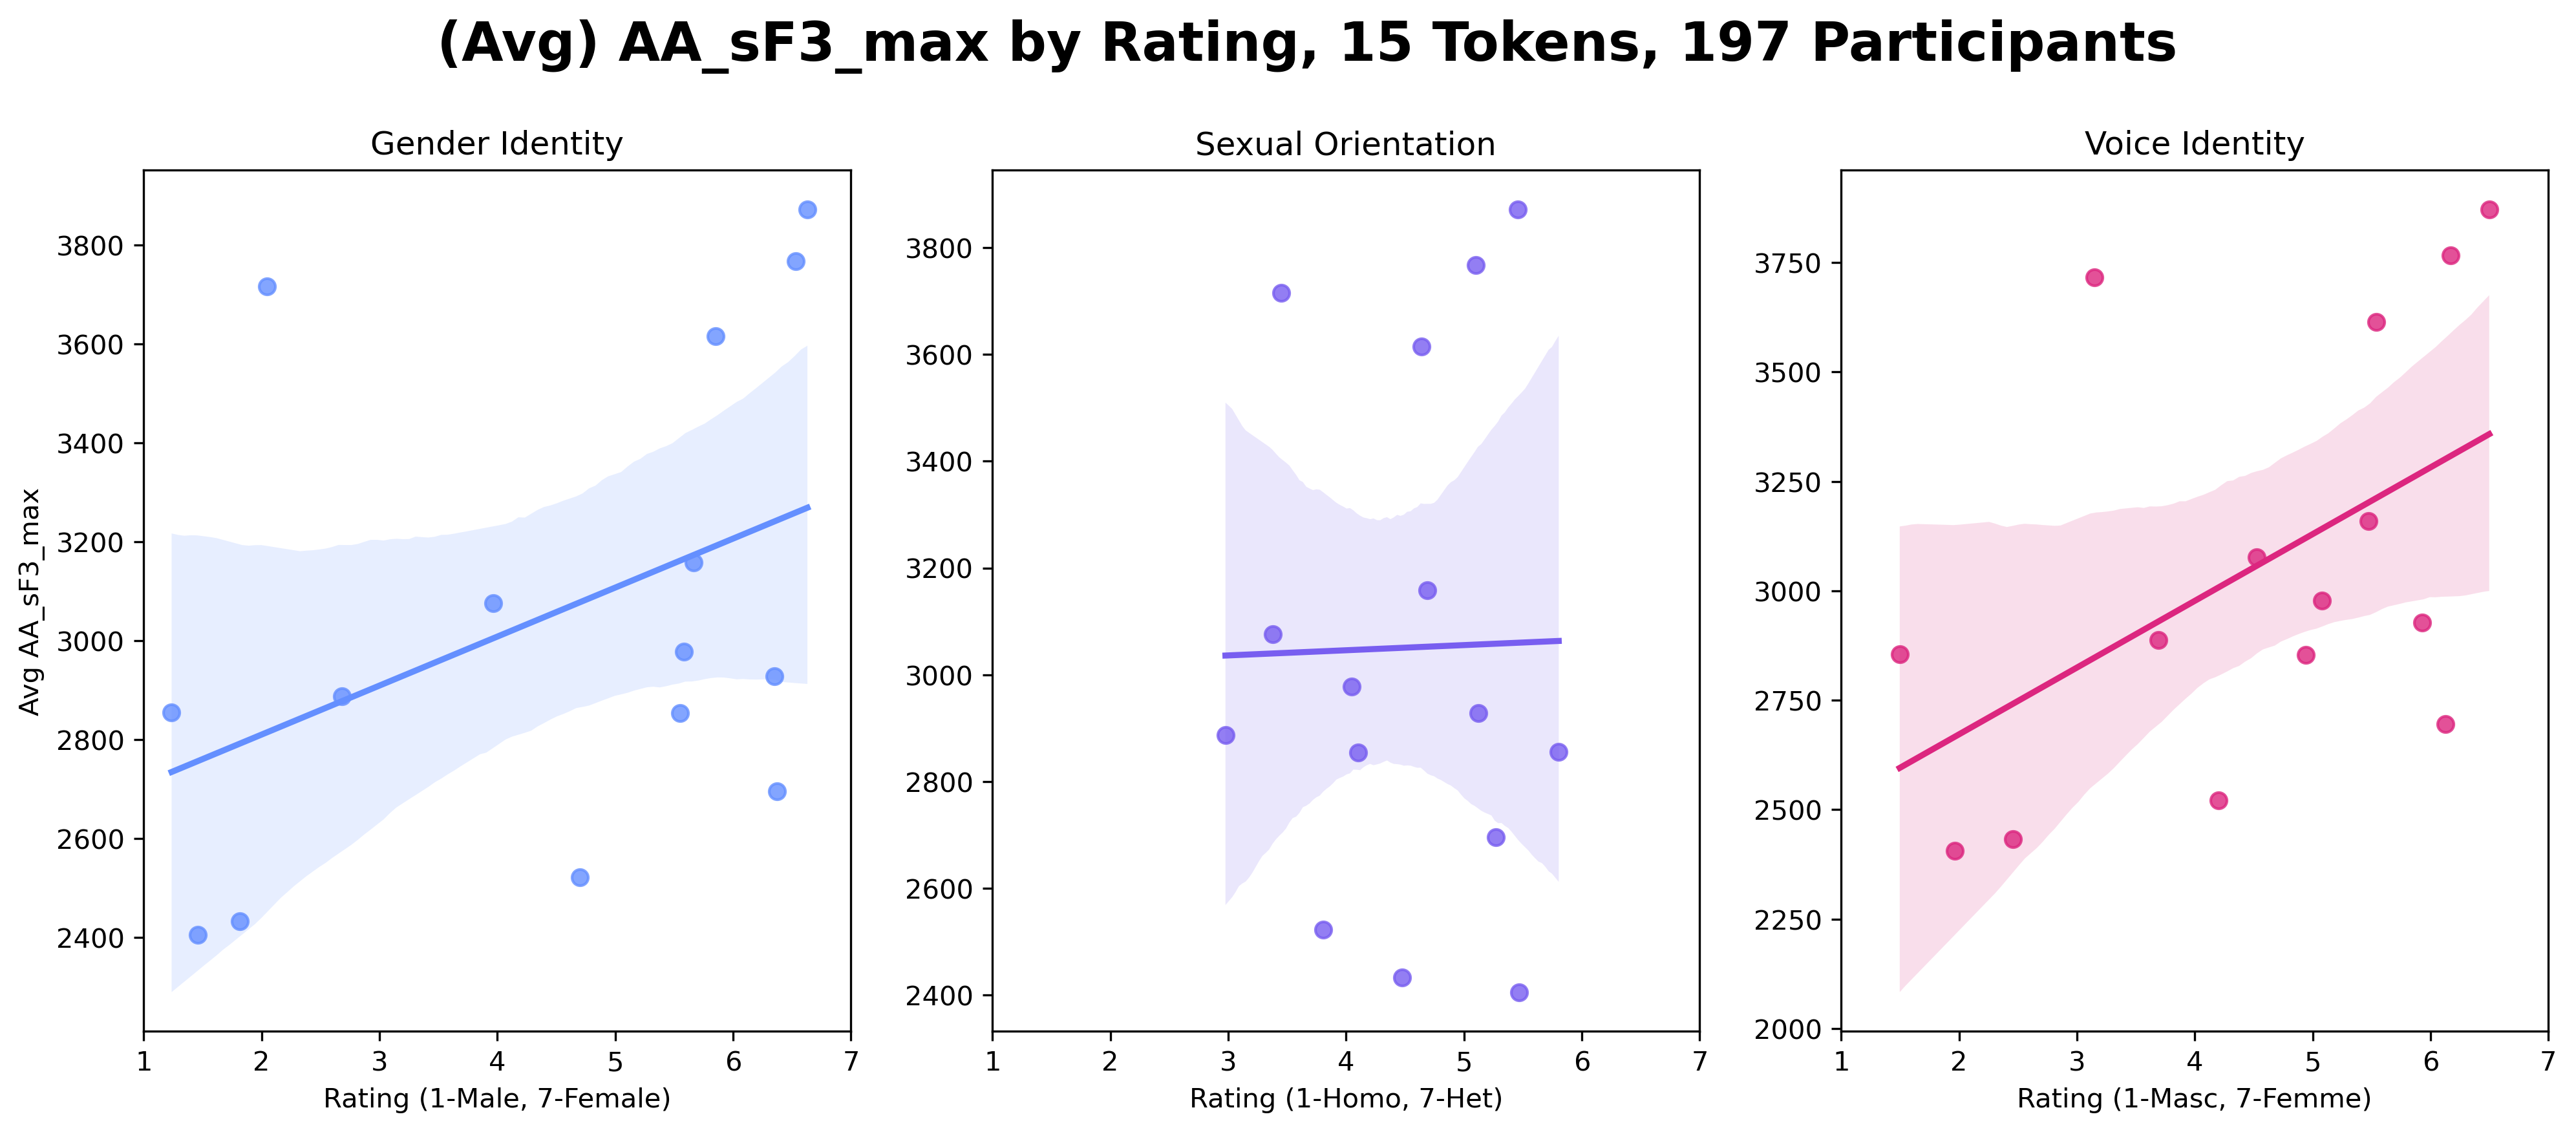 (Avg) AA_sF3_max by Rating, 15 Tokens, 197 Participants
Gender Identity
Avg AA_sF3_max
3800
3600
3400
3200
3000
2800
2600
2400
1 2 3 4 5 6 7
Rating (1-Male, 7-Female)
Sexual Orientation
3800
3600
3400
3200
3000
2800
2600
2400
1 2 3 4 5 6 7
Rating (1-Homo, 7-Het)
Voice Identity
3750
3500
3250
3000
2750
2500
2250
2000
1 2 3 4 5 6 7
Rating (1-Masc, 7-Femme)